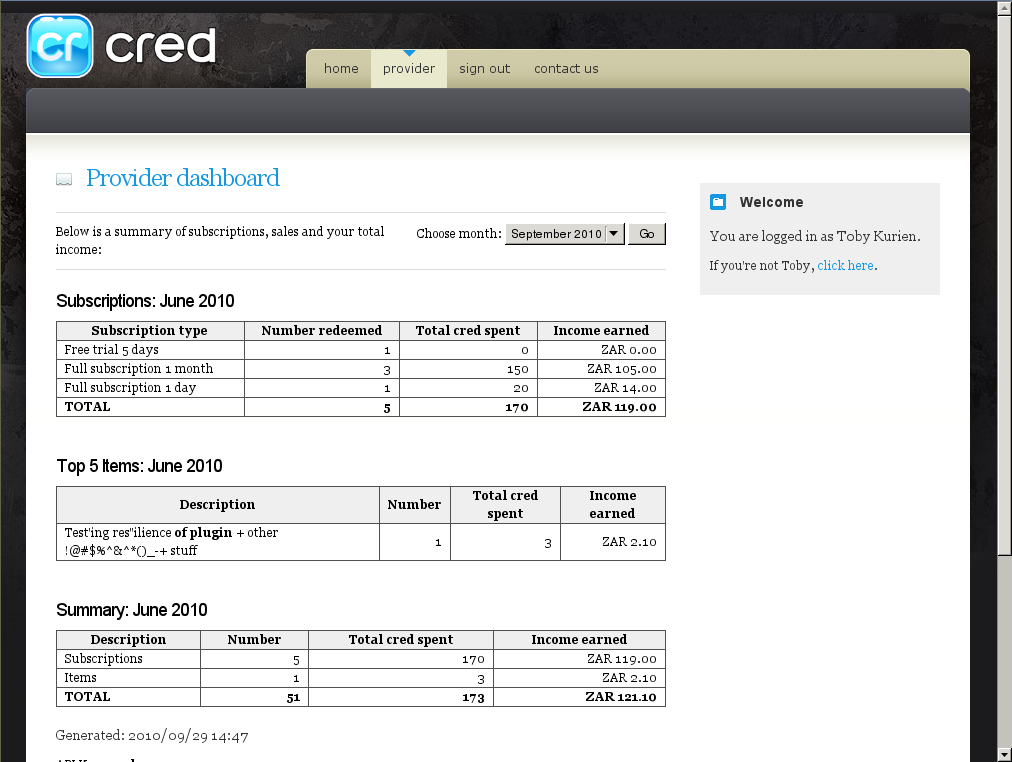 cr cred
home provider sign out contact us
Provider dashboard
Below is a summary of subscriptions, sales and your total
income:
Choose month: September 2010 Go
Welcome
You are logged in as Toby Kurien.
If you're not Toby, click here.
Subscriptions: June 2010
Subscription type Number redeemed Total cred spent Income earned
Free trial 5 days 1 0 ZAR 0.00
Full subscription 1 month 3 150 ZAR 105.00
Full subscription 1 day 1 20 ZAR 14.00
TOTAL 5 170 ZAR 119.00
Top 5 Items: June 2010
Description Number Total cred spent Income earned
Test'ing res"ilience of plugin + other
!@#$%^&^*()_-+ stuff
1 3 ZAR 2.10
Summary: June 2010
Description Number Total cred spent Income earned
Subscriptions 5 170 ZAR 119.00
Items 1 3 ZAR 2.10
TOTAL 51 173 ZAR 121.10
Generated: 2010/09/29 14:47